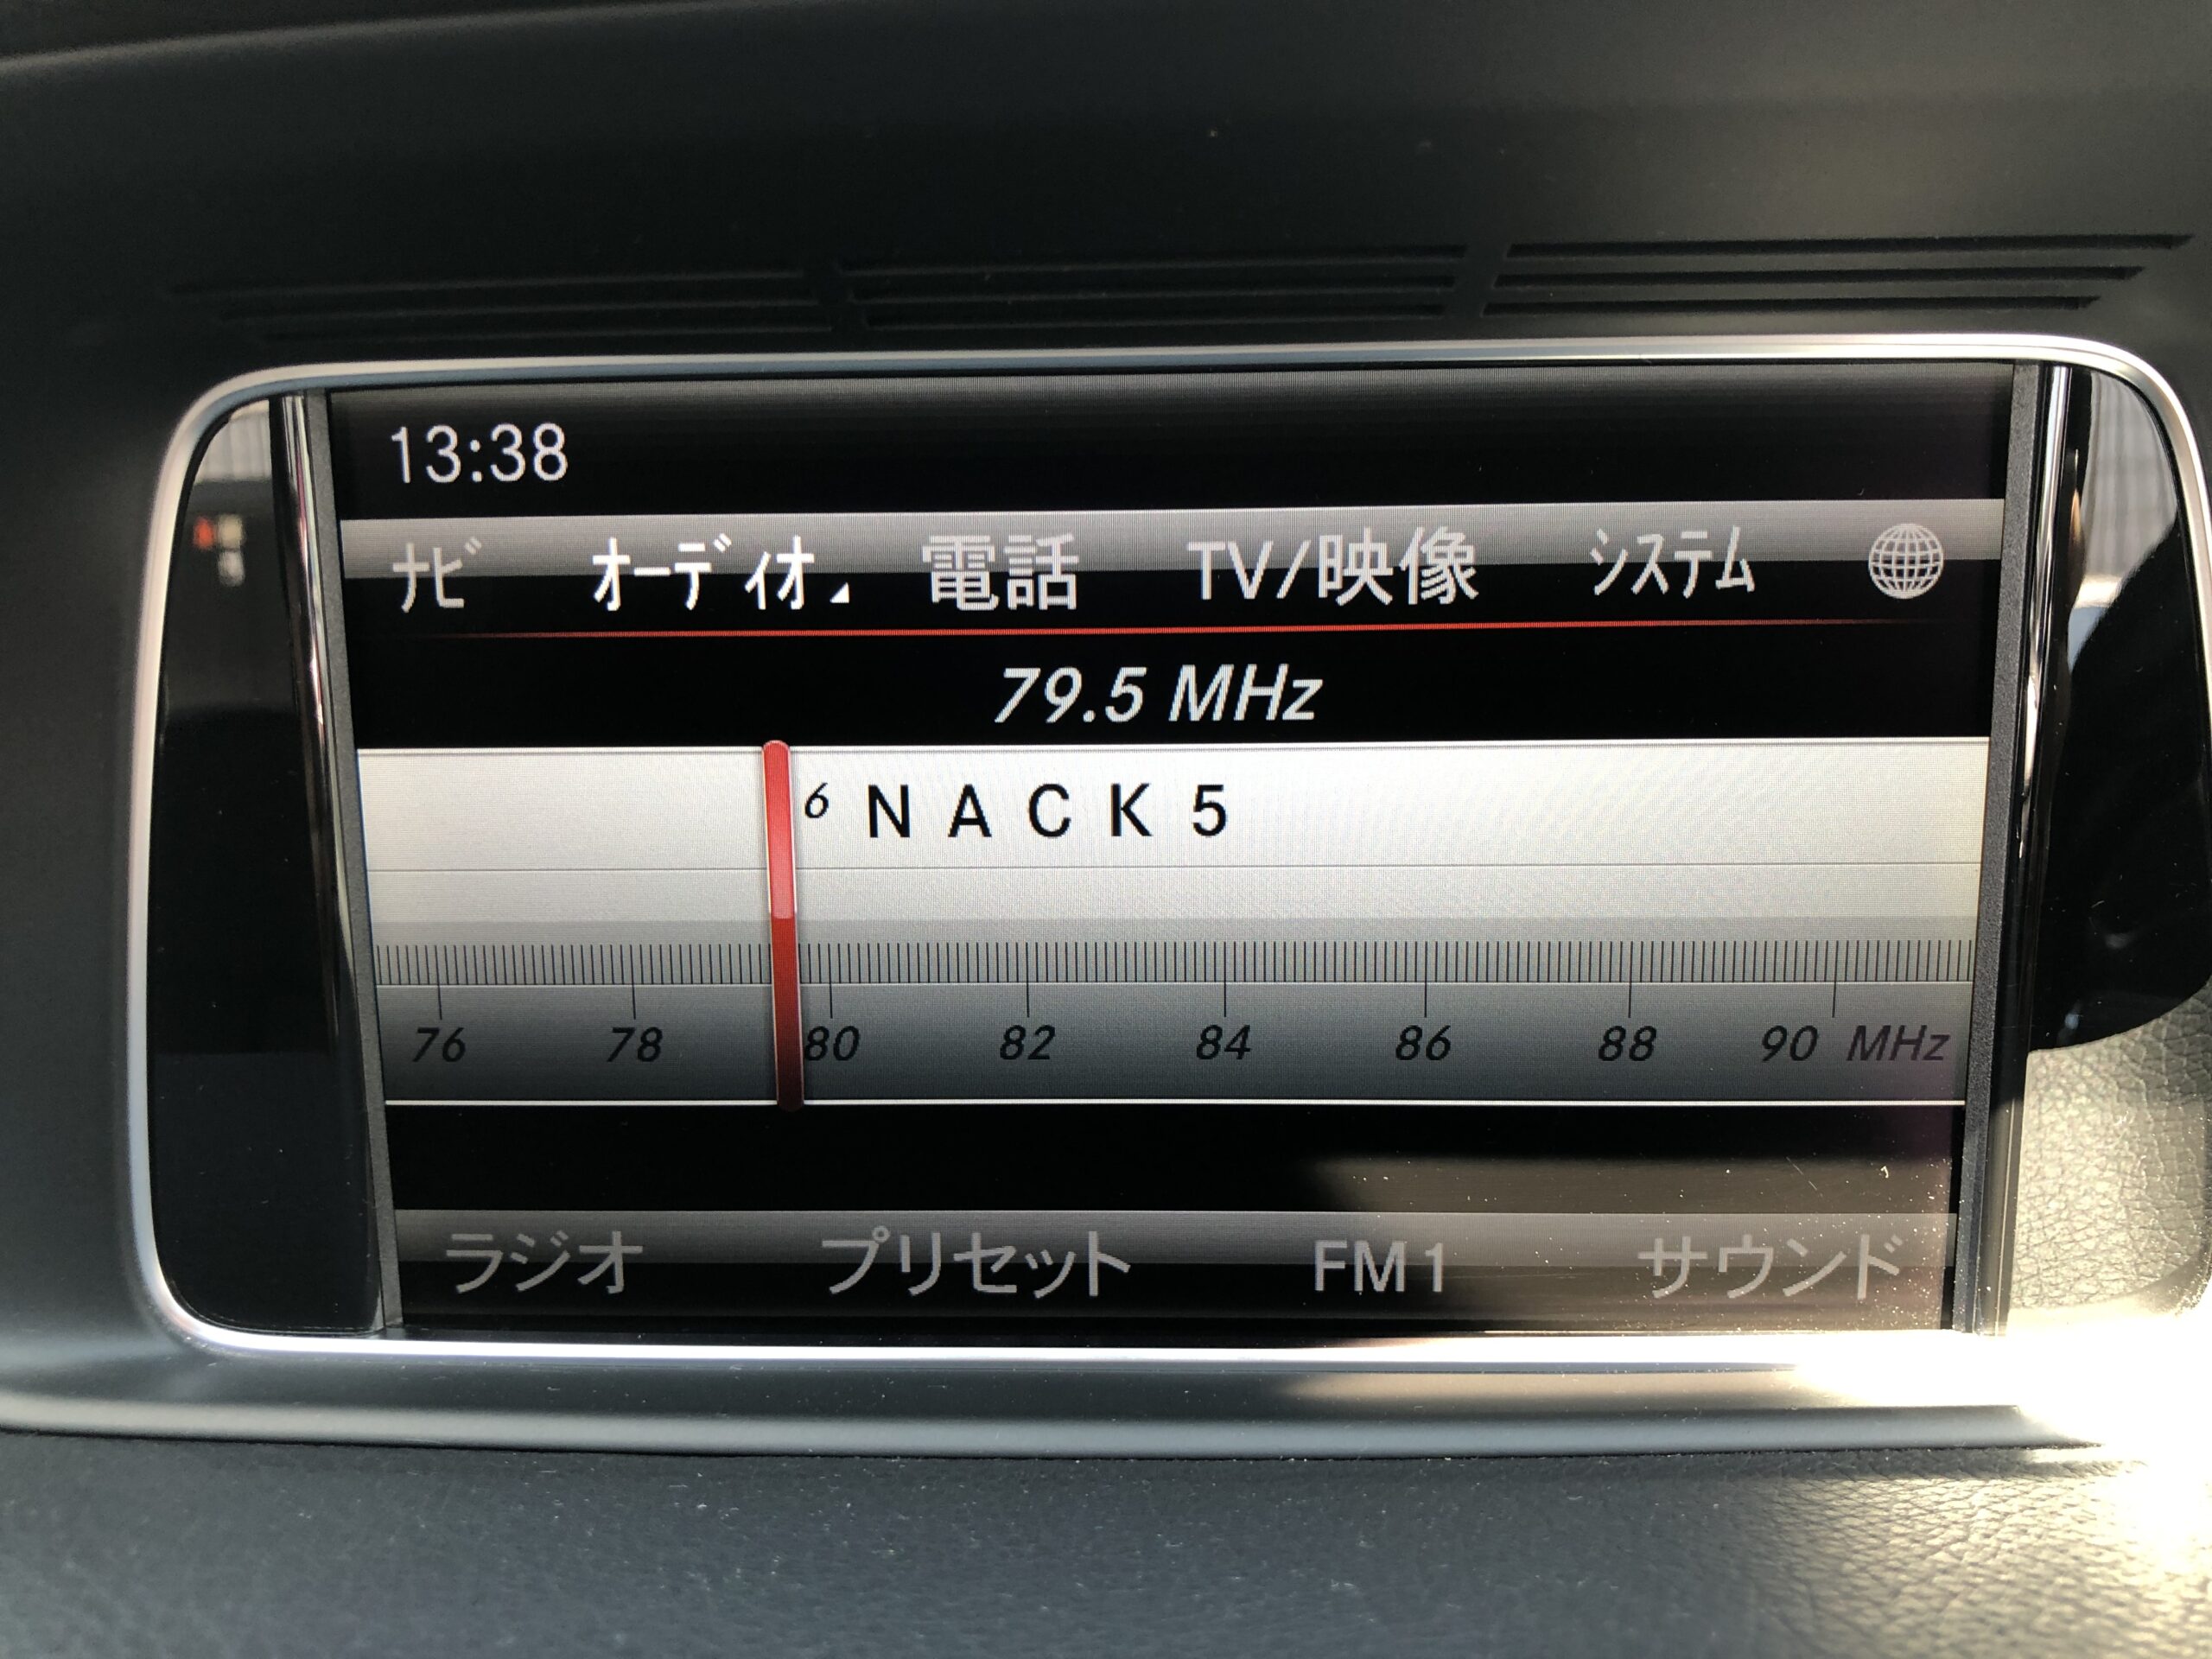 13:38
ナビ オーディオ 電話 TV/映像 システム
79.5 MHz
6 NACK5
76 78 80 82 84 86 88 90 MHz
ラジオ プリセット FM1 サウンド